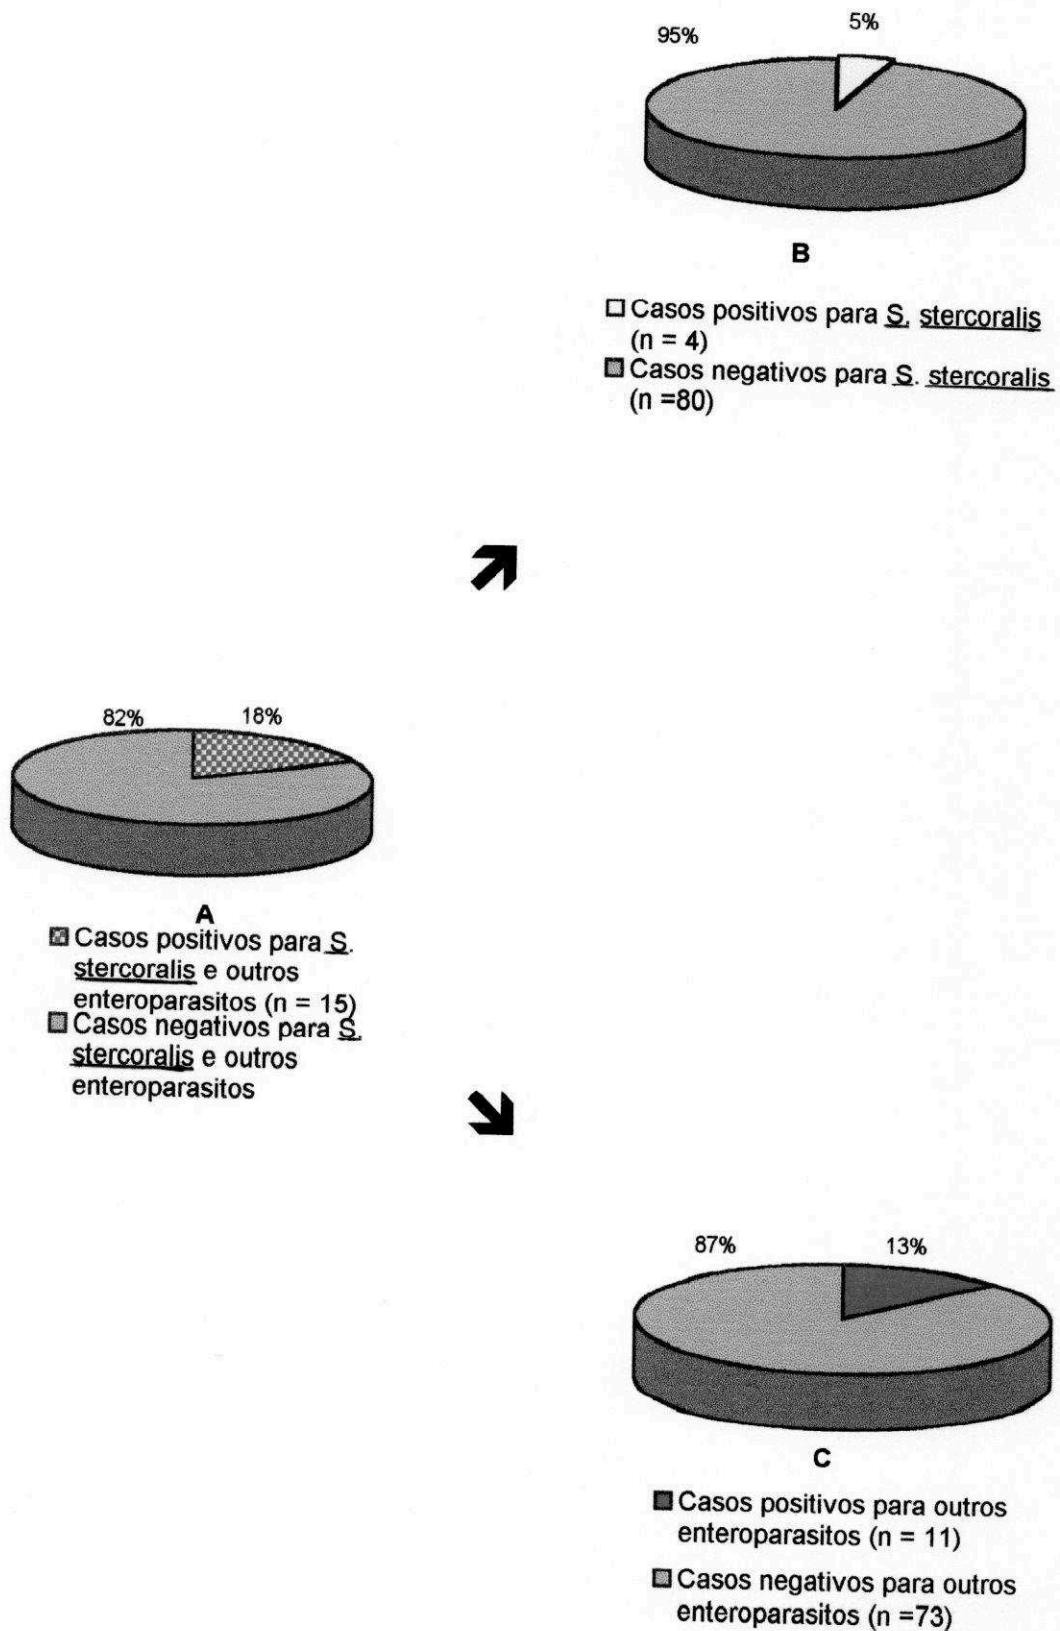 95% 5%
B
Casos positivos para S. stercoralis
(n = 4)
Casos negativos para S. stercoralis
(n =80)
82% 18%
A
Casos positivos para S.
stercoralis e outros
enteroparasitos (n = 15)
Casos negativos para S.
stercoralis e outros
enteroparasitos
87% 13%
C
Casos positivos para outros
enteroparasitos (n = 11)
Casos negativos para outros
enteroparasitos (n =73)